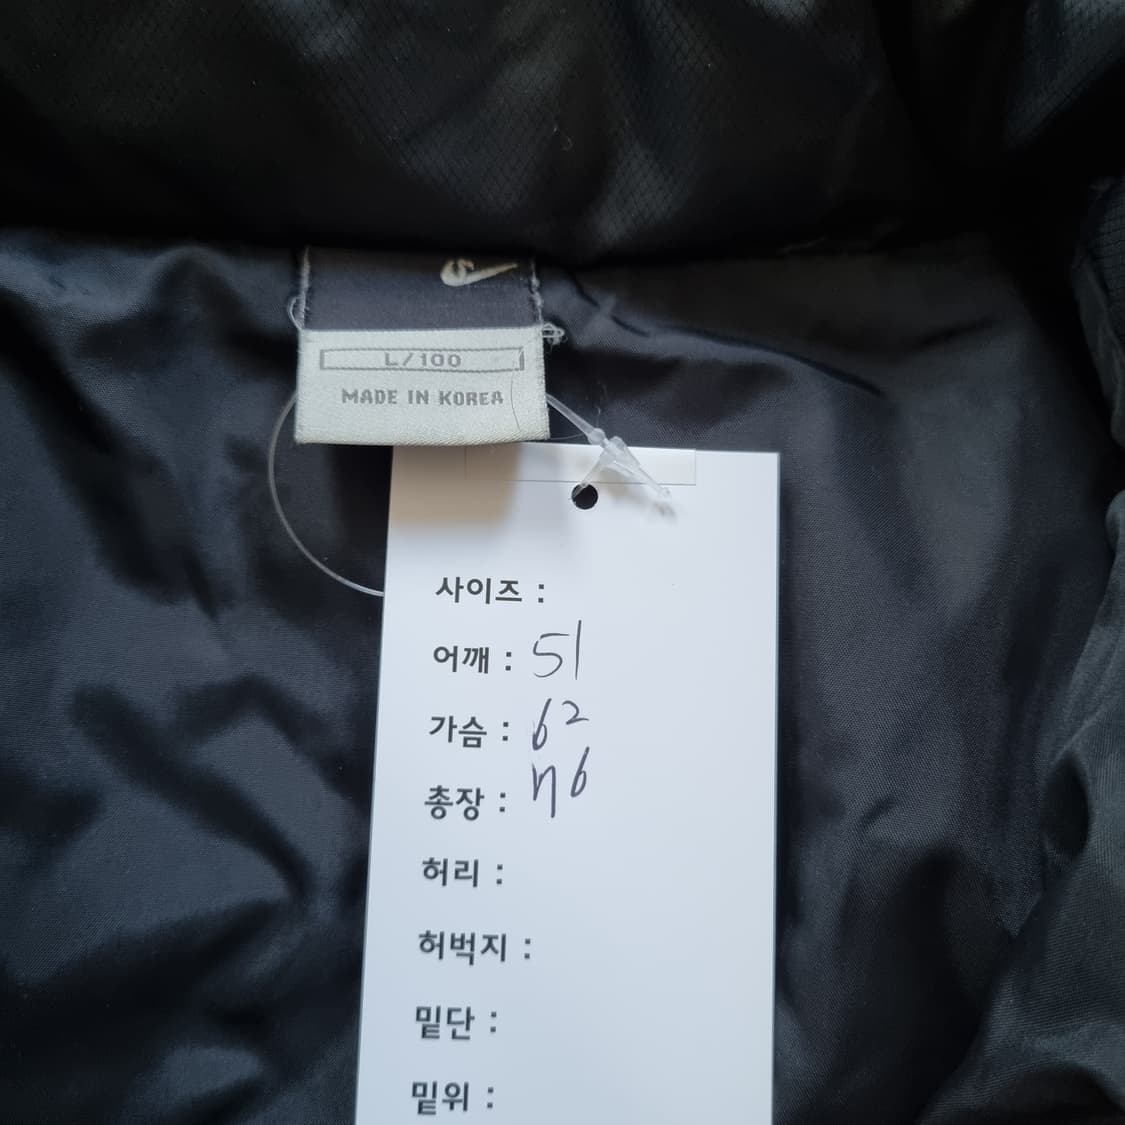 L/100
MADE IN KOREA
사이즈 :
어깨 : 51
가슴 : 62
총장 : 76
허리 :
허벅지 :
밑단 :
밑위 :